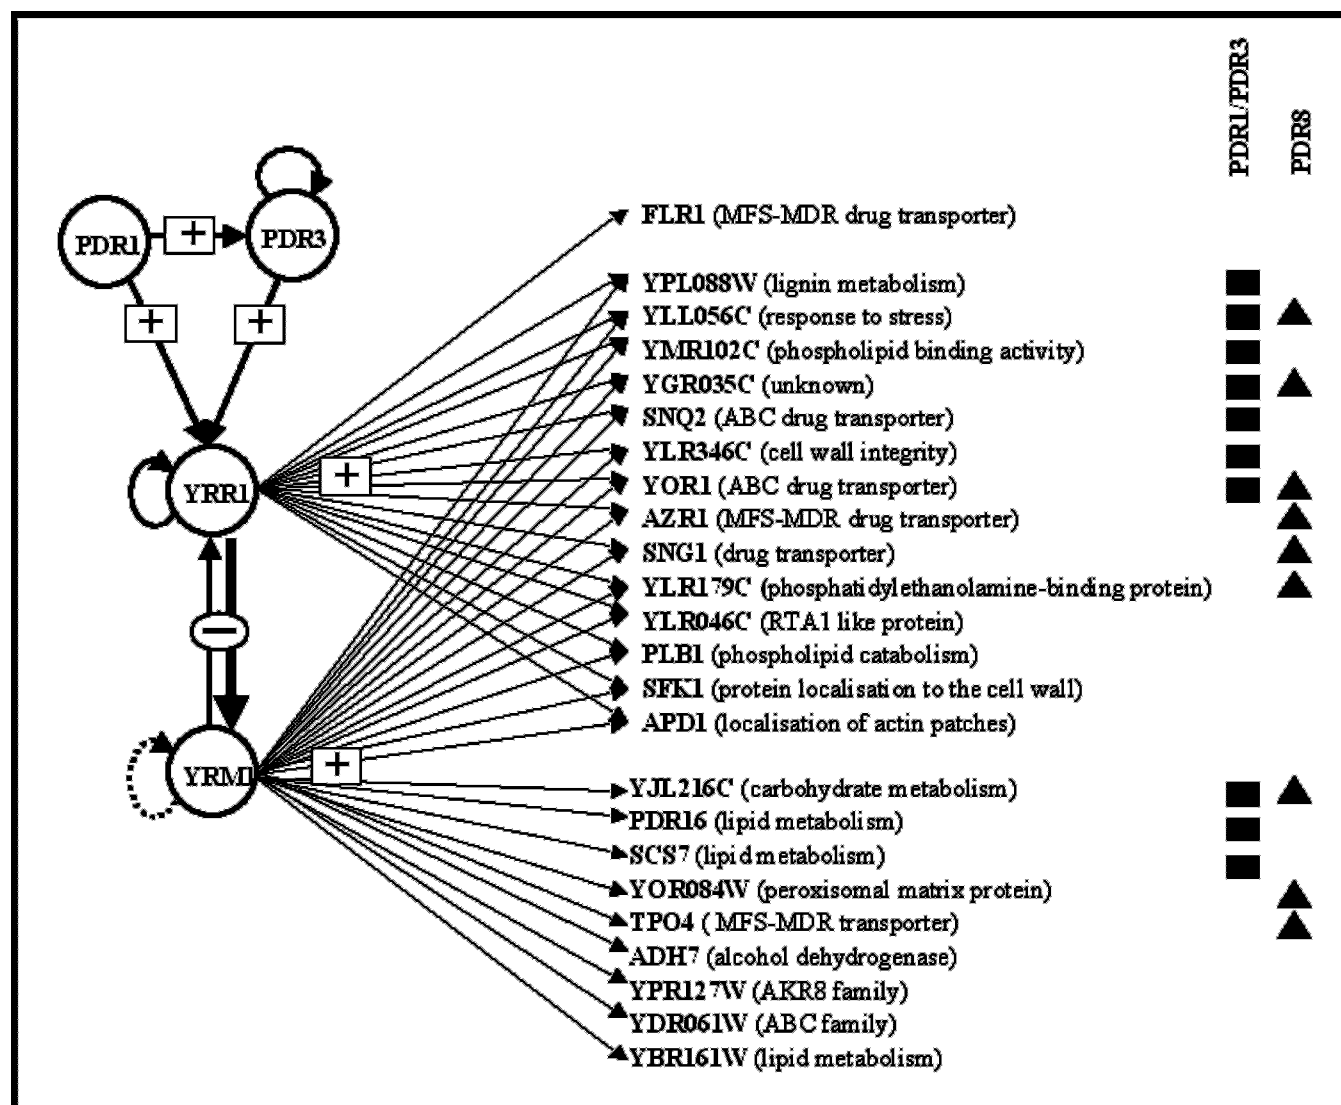 PDR1/PDR3
PDR8
PDR1
+
PDR3
+
+
YRR1
+
−
YRM1
+
FLR1 (MFS-MDR drug transporter)
YPL088W (lignin metabolism)
YLL056C (response to stress)
YMR102C (phospholipid binding activity)
YGR035C (unknown)
SNQ2 (ABC drug transporter)
YLR346C (cell wall integrity)
YOR1 (ABC drug transporter)
AZR1 (MFS-MDR drug transporter)
SNG1 (drug transporter)
YLR179C (phosphatidylethanolamine-binding protein)
YLR046C (RTA1 like protein)
PLB1 (phospholipid catabolism)
SFK1 (protein localisation to the cell wall)
APD1 (localisation of actin patches)
YJL216C (carbohydrate metabolism)
PDR16 (lipid metabolism)
SCS7 (lipid metabolism)
YOR084W (peroxisomal matrix protein)
TPO4 ( MFS-MDR transporter)
ADH7 (alcohol dehydrogenase)
YPR127W (AKR8 family)
YDR061W (ABC family)
YBR161W (lipid metabolism)